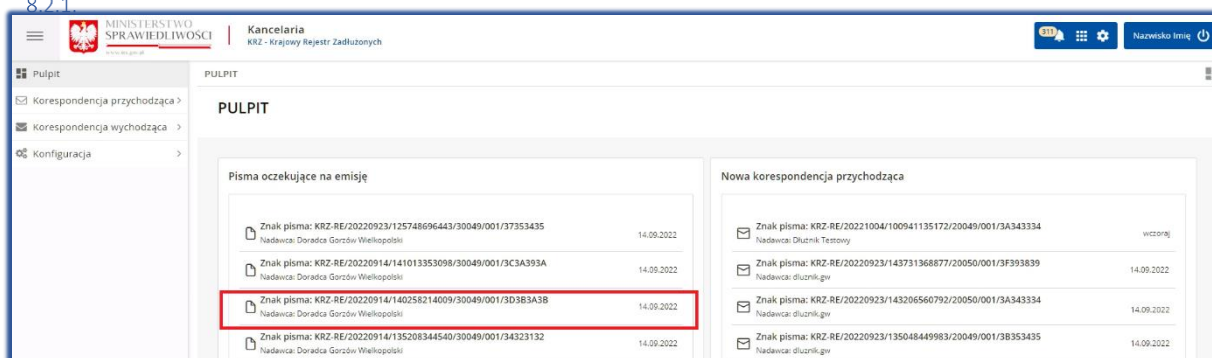 8.2.1.
MINISTERSTWO
SPRAWIEDLIWOŚCI
www.ms.gov.pl
Kancelaria
KRZ - Krajowy Rejestr Zadłużonych
311
Nazwisko Imię
Pulpit
Korespondencja przychodząca
Korespondencja wychodząca
Konfiguracja
PULPIT
PULPIT
Pisma oczekujące na emisję
Znak pisma: KRZ-RE/20220923/125748696443/30049/001/37353435
Nadawca: Doradca Gorzów Wielkopolski
14.09.2022
Znak pisma: KRZ-RE/20220914/141013353098/30049/001/3C3A393A
Nadawca: Doradca Gorzów Wielkopolski
14.09.2022
Znak pisma: KRZ-RE/20220914/140258214009/30049/001/3D3B3A3B
Nadawca: Doradca Gorzów Wielkopolski
14.09.2022
Znak pisma: KRZ-RE/20220914/135208344540/30049/001/34323132
Nadawca: Doradca Gorzów Wielkopolski
14.09.2022
Nowa korespondencja przychodząca
Znak pisma: KRZ-RE/20221004/100941135172/20049/001/3A343334
Nadawca: Dłużnik Testowy
wczoraj
Znak pisma: KRZ-RE/20220923/143731368877/20050/001/3F393839
Nadawca: dluznik.gw
14.09.2022
Znak pisma: KRZ-RE/20220923/143206560792/20050/001/3A343334
Nadawca: dluznik.gw
14.09.2022
Znak pisma: KRZ-RE/20220923/135048449983/20049/001/3B353435
Nadawca: dluznik.gw
14.09.2022